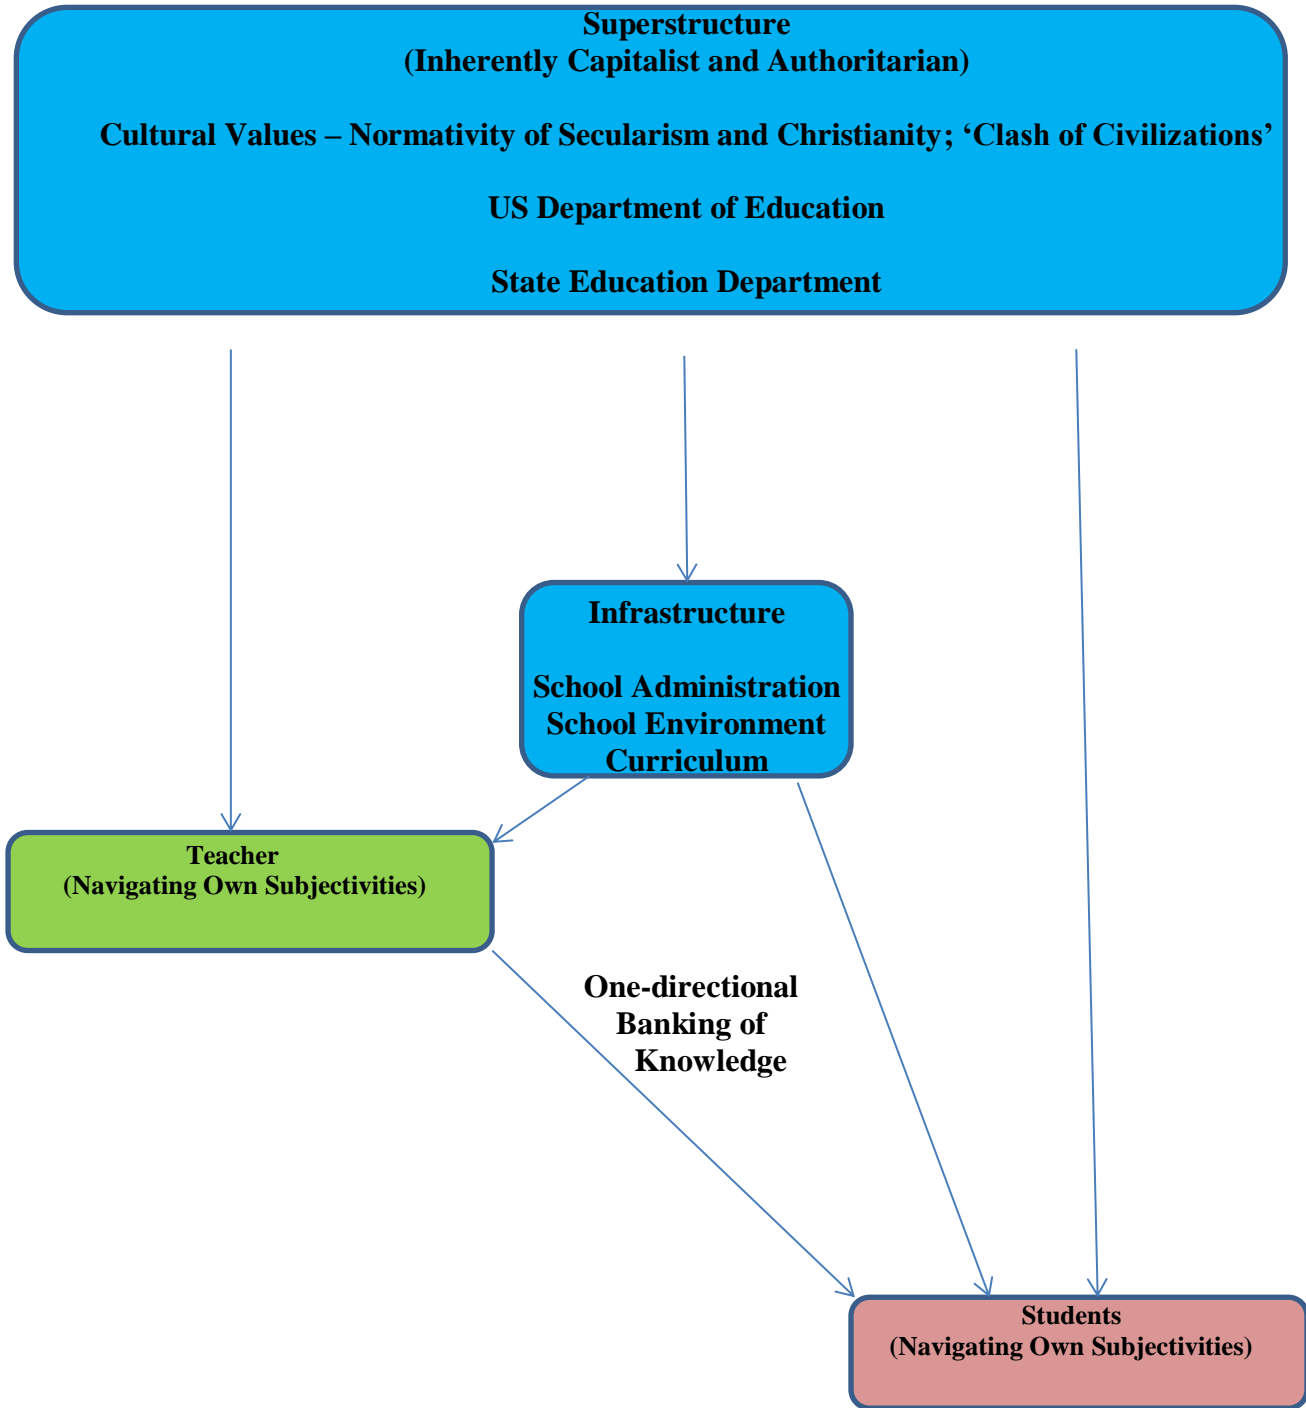 Superstructure
(Inherently Capitalist and Authoritarian)
Cultural Values – Normativity of Secularism and Christianity; ‘Clash of Civilizations’
US Department of Education
State Education Department
Infrastructure
School Administration
School Environment
Curriculum
Teacher
(Navigating Own Subjectivities)
One-directional
Banking of
Knowledge
Students
(Navigating Own Subjectivities)